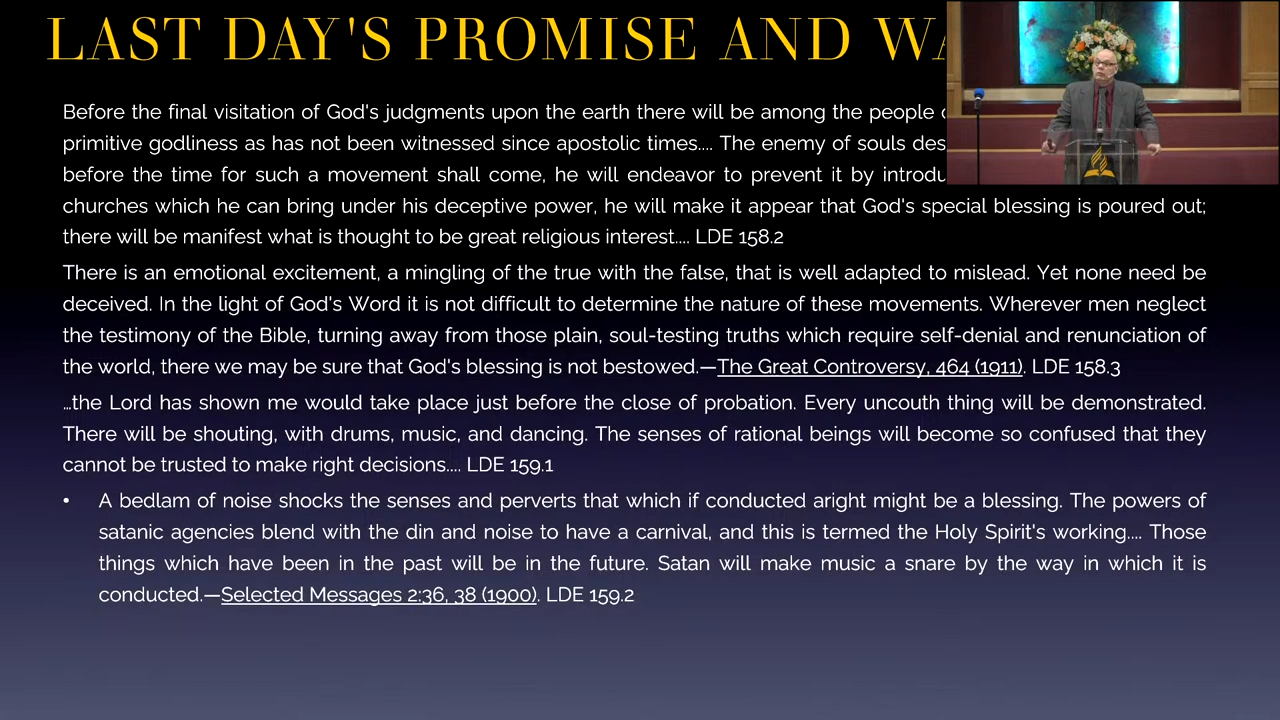 LAST DAY'S PROMISE AND
Before the final visitation of God's judgments upon the earth there will be among the people
primitive godliness as has not been witnessed since apostolic times.... The enemy of souls
before the time for such a movement shall come, he will endeavor to prevent it by
churches which he can bring under his deceptive power, he will make it appear that God's special blessing is poured out;
there will be manifest what is thought to be great religious interest.... LDE 158.2
There is an emotional excitement, a mingling of the true with the false, that is well adapted to mislead. Yet none need be
deceived. In the light of God's Word it is not difficult to determine the nature of these movements. Wherever men neglect
the testimony of the Bible, turning away from those plain, soul-testing truths which require self-denial and renunciation of
the world, there we may be sure that God's blessing is not bestowed.—The Great Controversy, 464 (1911). LDE 158.3
…the Lord has shown me would take place just before the close of probation. Every uncouth thing will be demonstrated.
There will be shouting, with drums, music, and dancing. The senses of rational beings will become so confused that they
cannot be trusted to make right decisions.... LDE 159.1
• A bedlam of noise shocks the senses and perverts that which if conducted aright might be a blessing. The powers of
satanic agencies blend with the din and noise to have a carnival, and this is termed the Holy Spirit's working.... Those
things which have been in the past will be in the future. Satan will make music a snare by the way in which it is
conducted.—Selected Messages 2:36, 38 (1900). LDE 159.2